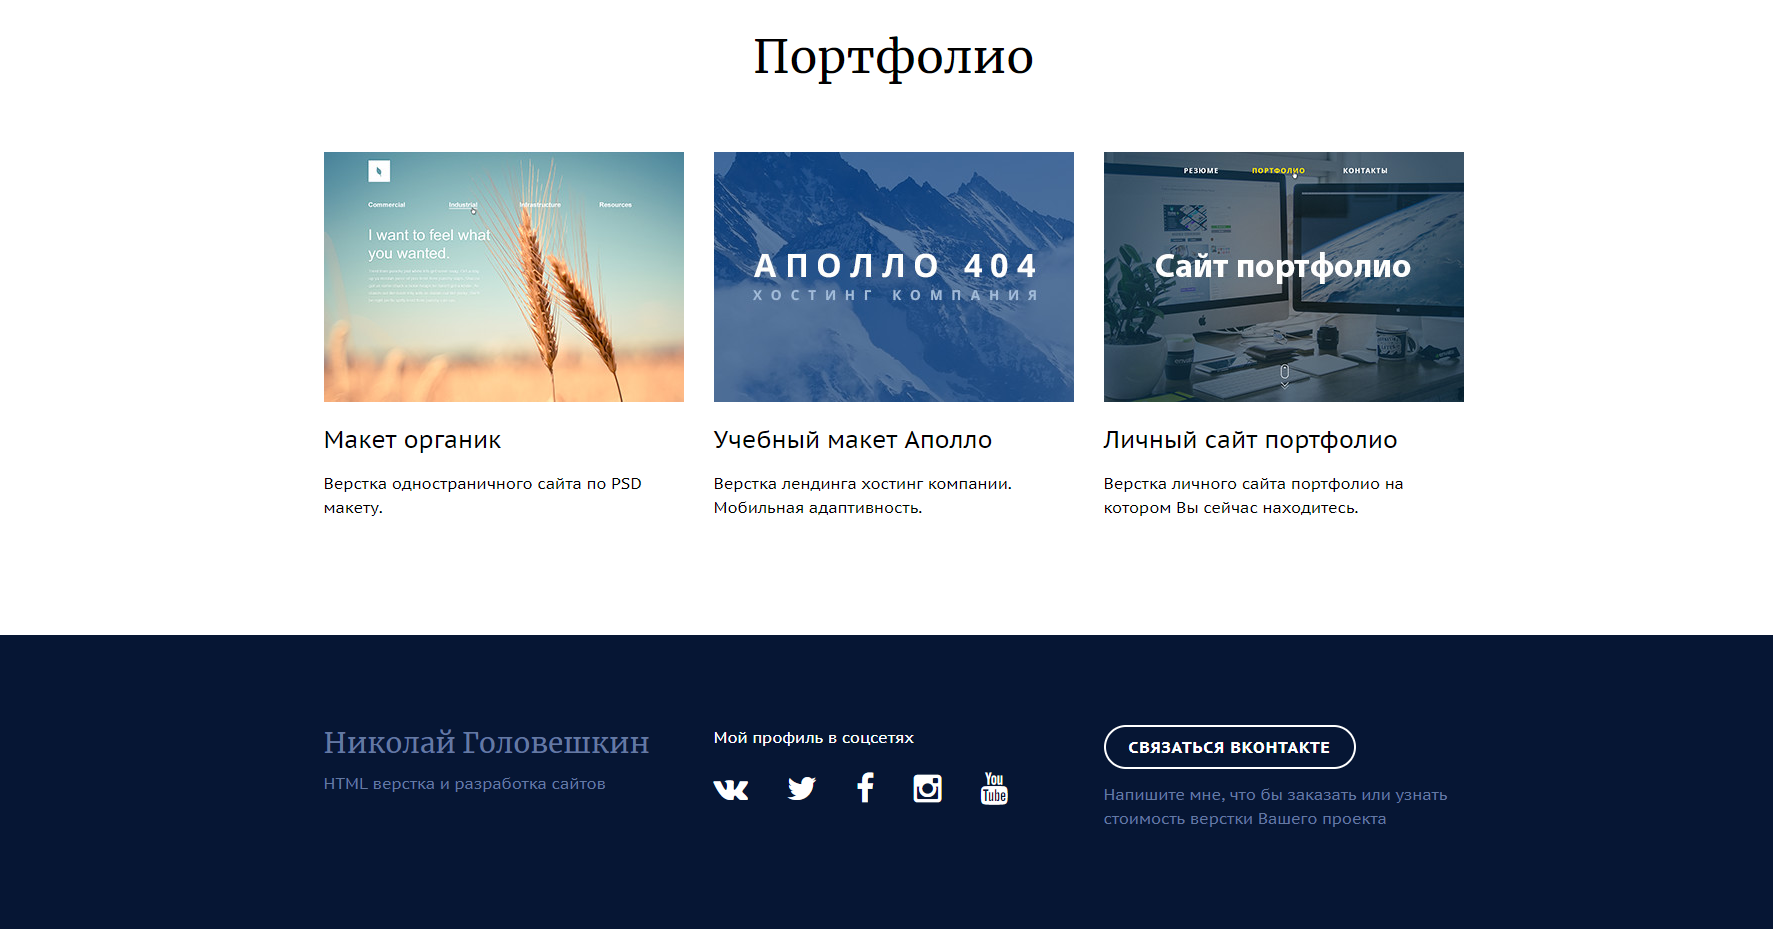 Портфолио
Commercial Industrial Infrastructure Resources
I want to feel what
you wanted.
АПОЛЛО 404
ХОСТИНГ КОМПАНИЯ
РЕЗЮМЕ ПОРТФОЛИО КОНТАКТЫ
Сайт портфолио
Макет органик
Верстка одностраничного сайта по PSD
макету.
Учебный макет Аполло
Верстка лендинга хостинг компании.
Мобильная адаптивность.
Личный сайт портфолио
Верстка личного сайта портфолио на
котором Вы сейчас находитесь.
Николай Головешкин
HTML верстка и разработка сайтов
Мой профиль в соцсетях
You
Tube
СВЯЗАТЬСЯ ВКОНТАКТЕ
Напишите мне, что бы заказать или узнать
стоимость верстки Вашего проекта